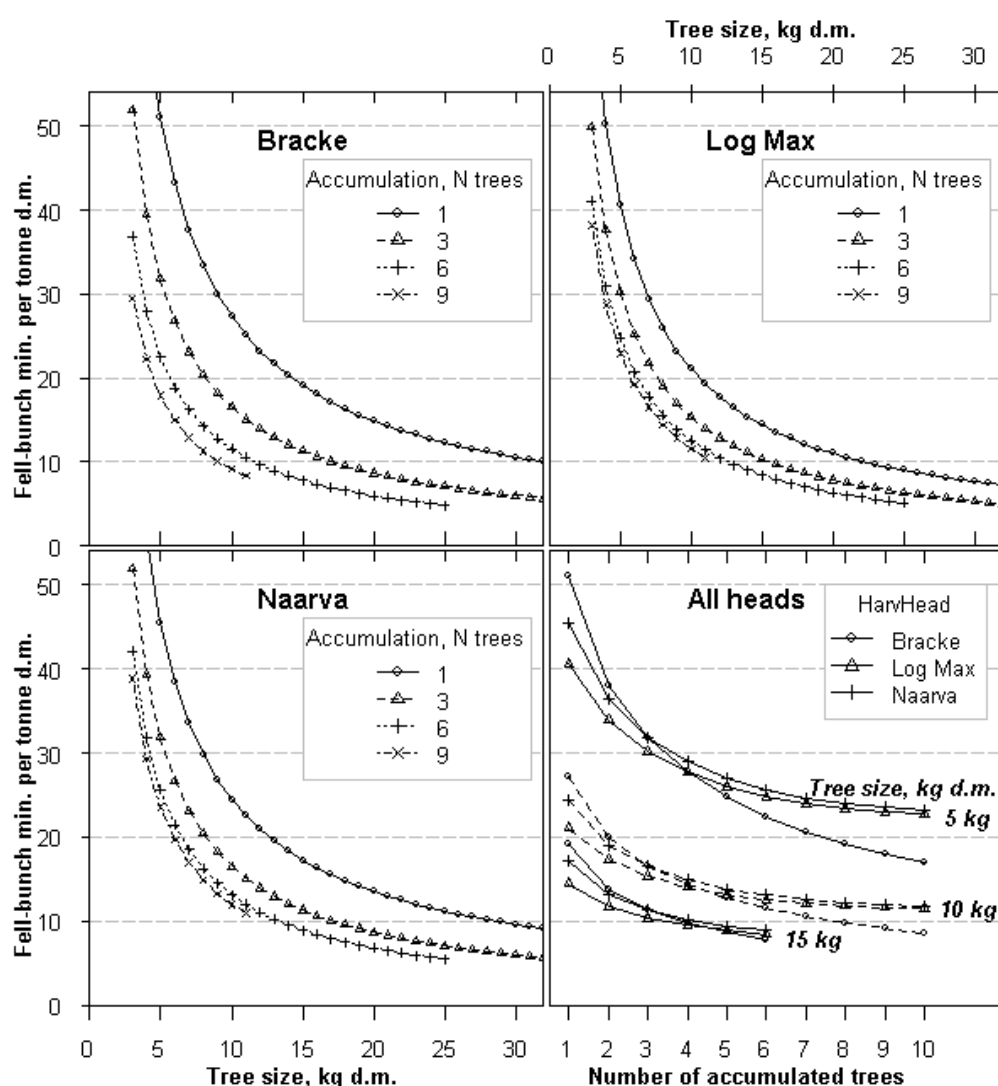 Tree size, kg d.m.
0 5 10 15 20 25 30
Fell-bunch min. per tonne d.m.
50
40
30
20
10
0
Bracke
Accumulation, N trees
1
3
6
9
Log Max
Accumulation, N trees
1
3
6
9
Fell-bunch min. per tonne d.m.
50
40
30
20
10
0
Naarva
Accumulation, N trees
1
3
6
9
All heads
HarvHead
Bracke
Log Max
Naarva
Tree size, kg d.m.
5 kg
10 kg
15 kg
0 5 10 15 20 25 30
Tree size, kg d.m.
1 2 3 4 5 6 7 8 9 10
Number of accumulated trees